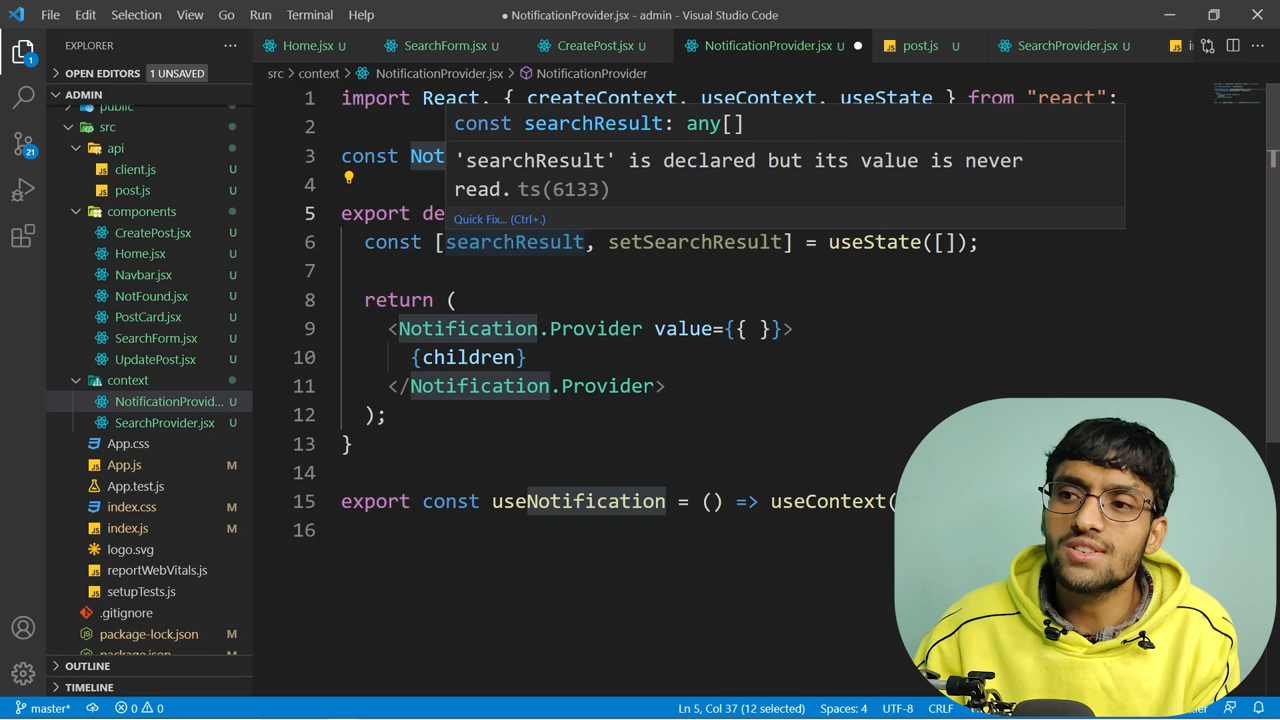 File Edit Selection View Go Run Terminal Help
● NotificationProvider.jsx - admin - Visual Studio Code
EXPLORER
Home.jsx U
SearchForm.jsx U
CreatePost.jsx U
NotificationProvider.jsx U
post.js U
SearchProvider.jsx U
OPEN EDITORS 1 UNSAVED
src > context > NotificationProvider.jsx > NotificationProvider
ADMIN
public
src
api
client.js U
post.js U
components
CreatePost.jsx U
Home.jsx U
Navbar.jsx U
NotFound.jsx U
PostCard.jsx U
SearchForm.jsx U
UpdatePost.jsx U
context
NotificationProvid... U
SearchProvider.jsx U
App.css
App.js M
App.test.js
index.css M
index.js M
logo.svg
reportWebVitals.js
setupTests.js
.gitignore
package-lock.json M
package.json
OUTLINE
TIMELINE
1 import React, { createContext, useContext, useState } from "react";
2
const searchResult: any[]
'searchResult' is declared but its value is never
read. ts(6133)
Quick Fix... (Ctrl+.)
3 const Not
4
5 export de
6 const [searchResult, setSearchResult] = useState([]);
7
8 return (
9 <Notification.Provider value={{ }}>
10 {children}
11 </Notification.Provider>
12 );
13 }
14
15 export const useNotification = () => useContext(
16
1
21
master* 0 0
Ln 5, Col 37 (12 selected) Spaces: 4 UTF-8 CRLF